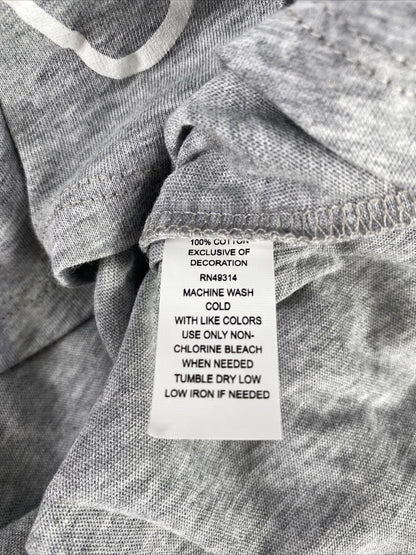 100% COTTON
EXCLUSIVE OF
DECORATION
RN49314
MACHINE WASH
COLD
WITH LIKE COLORS
USE ONLY NON-
CHLORINE BLEACH
WHEN NEEDED
TUMBLE DRY LOW
LOW IRON IF NEEDED